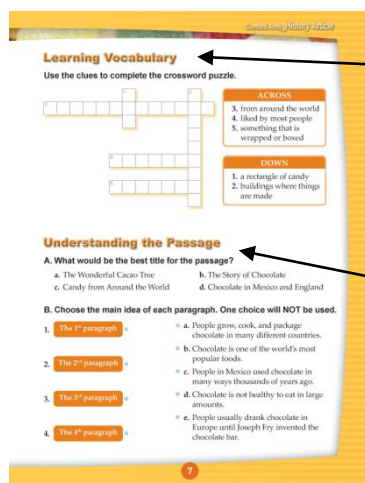 Content Area History Article
Learning Vocabulary
Use the clues to complete the crossword puzzle.
1.
2.
3.
4.
5.
ACROSS
3. from around the world
4. liked by most people
5. something that is
wrapped or boxed
DOWN
1. a rectangle of candy
2. buildings where things
are made
Understanding the Passage
A. What would be the best title for the passage?
a. The Wonderful Cacao Tree
b. The Story of Chocolate
c. Candy from Around the World
d. Chocolate in Mexico and England
B. Choose the main idea of each paragraph. One choice will NOT be used.
1. The 1st paragraph
2. The 2nd paragraph
3. The 3rd paragraph
4. The 4th paragraph
a. People grow, cook, and package
chocolate in many different countries.
b. Chocolate is one of the world's most
popular foods.
c. People in Mexico used chocolate in
many ways thousands of years ago.
d. Chocolate is not healthy to eat in large
amounts.
e. People usually drank chocolate in
Europe until Joseph Fry invented the
chocolate bar.
7